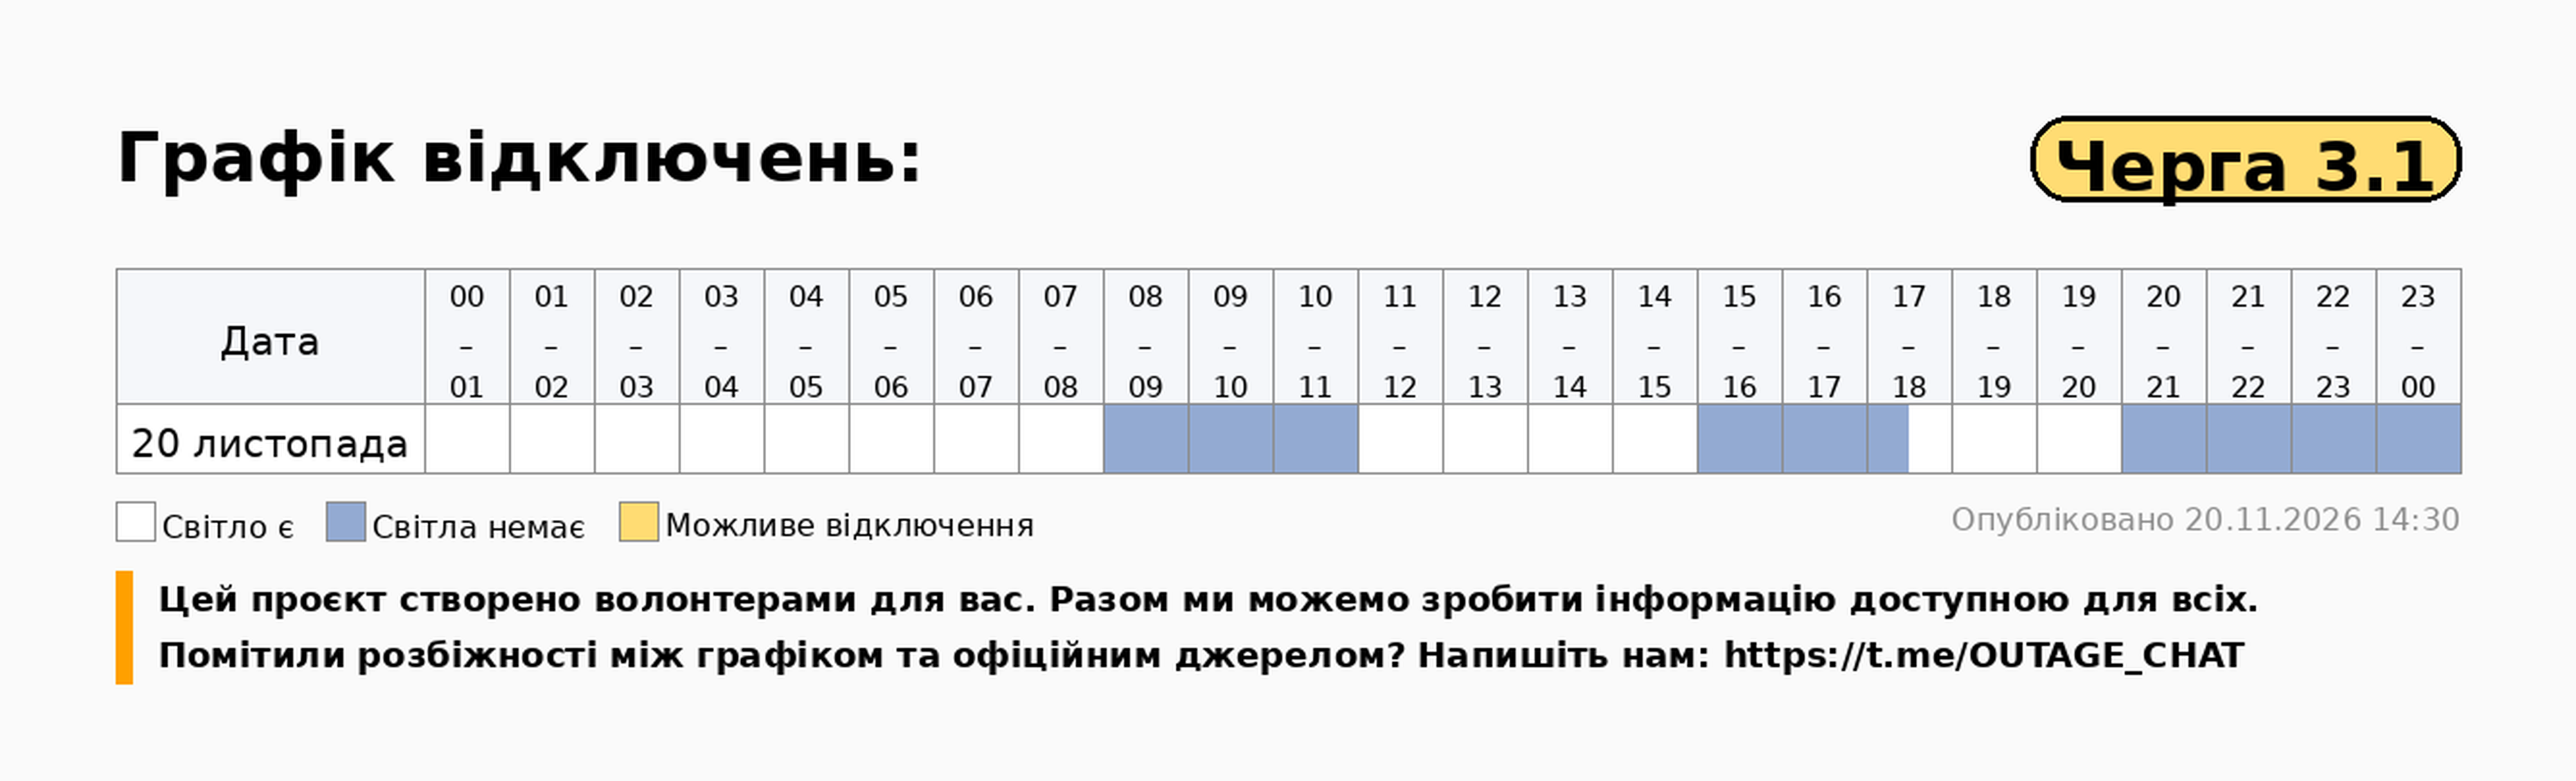 Графік відключень:
Черга 3.1
Дата
00 – 01
01 – 02
02 – 03
03 – 04
04 – 05
05 – 06
06 – 07
07 – 08
08 – 09
09 – 10
10 – 11
11 – 12
12 – 13
13 – 14
14 – 15
15 – 16
16 – 17
17 – 18
18 – 19
19 – 20
20 – 21
21 – 22
22 – 23
23 – 00
20 листопада
Світло є
Світла немає
Можливе відключення
Опубліковано 20.11.2026 14:30
Цей проєкт створено волонтерами для вас. Разом ми можемо зробити інформацію доступною для всіх.
Помітили розбіжності між графіком та офіційним джерелом? Напишіть нам: https://t.me/OUTAGE_CHAT